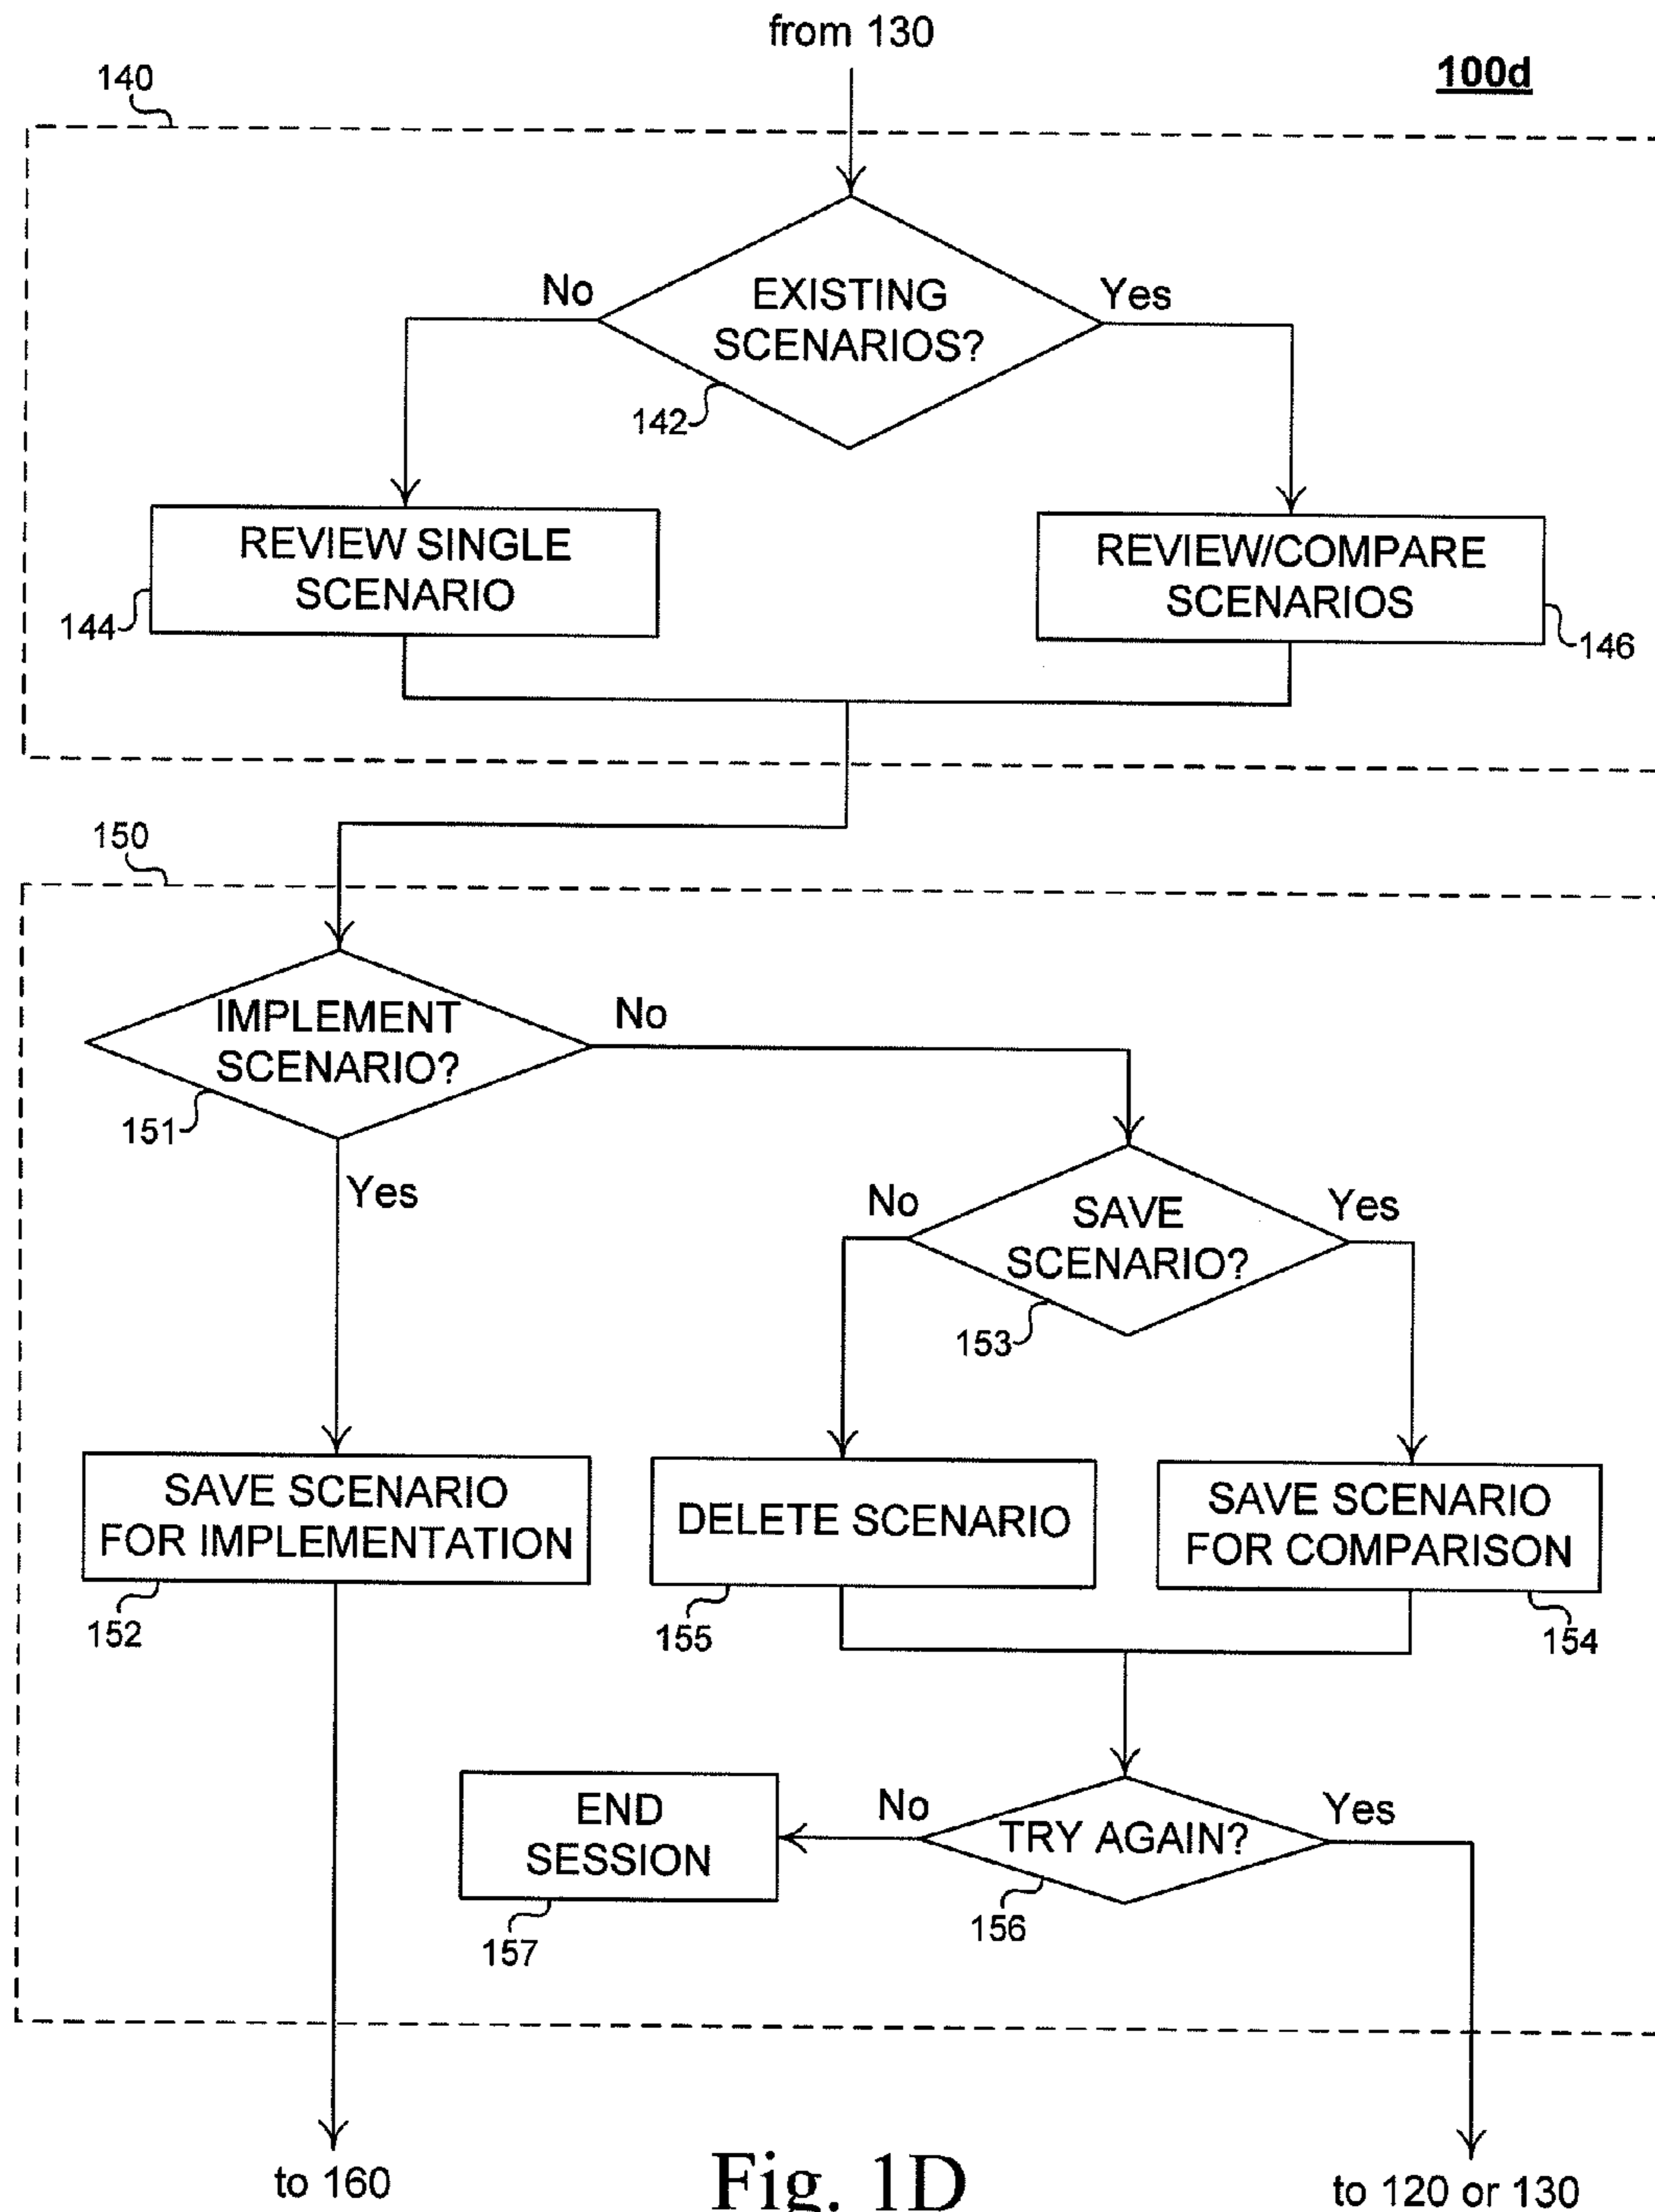 from 130
100d
140
No
EXISTING
SCENARIOS?
Yes
142
REVIEW SINGLE
SCENARIO
144
REVIEW/COMPARE
SCENARIOS
146
150
IMPLEMENT
SCENARIO?
No
151
Yes
No
SAVE
SCENARIO?
Yes
153
SAVE SCENARIO
FOR IMPLEMENTATION
152
DELETE SCENARIO
155
SAVE SCENARIO
FOR COMPARISON
154
END
SESSION
157
No
TRY AGAIN?
Yes
156
to 160
Fig. 1D
to 120 or 130